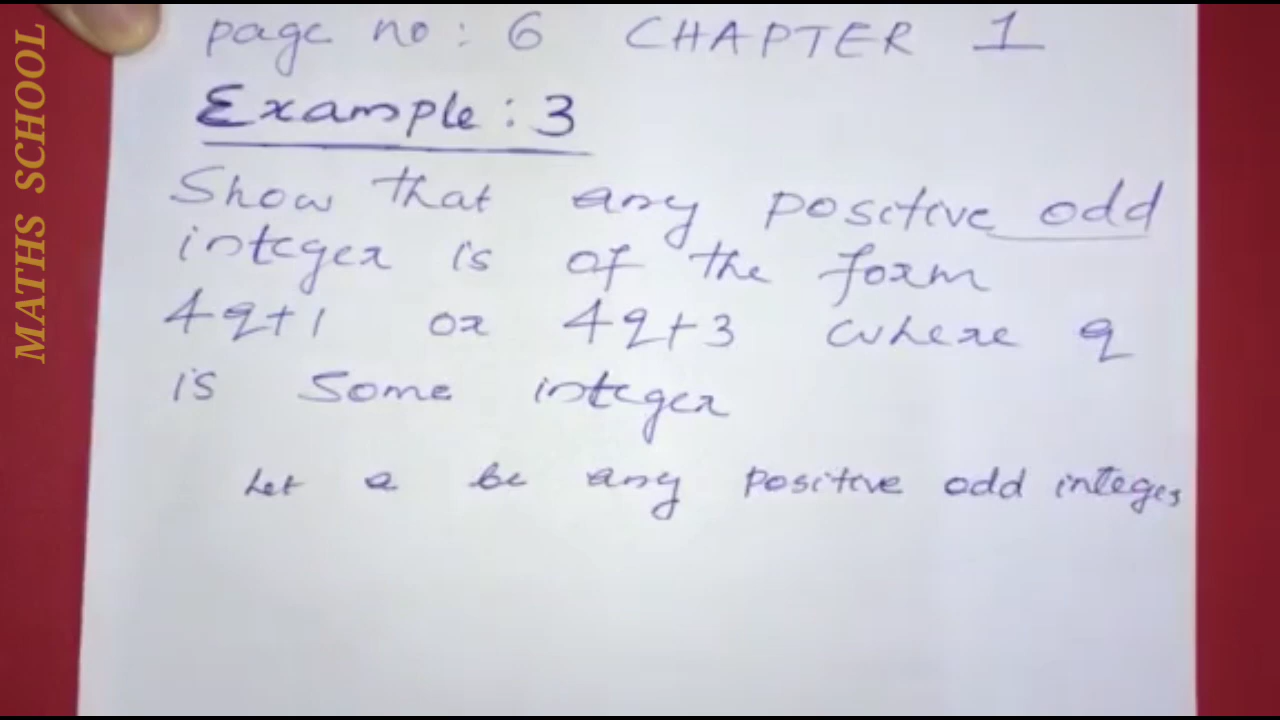 MATHS SCHOOL
page no: 6 CHAPTER 1
Example: 3
Show that any positive odd
integer is of the form
4q+1 or 4q+3 where q
is some integer
Let a be any positive odd integer